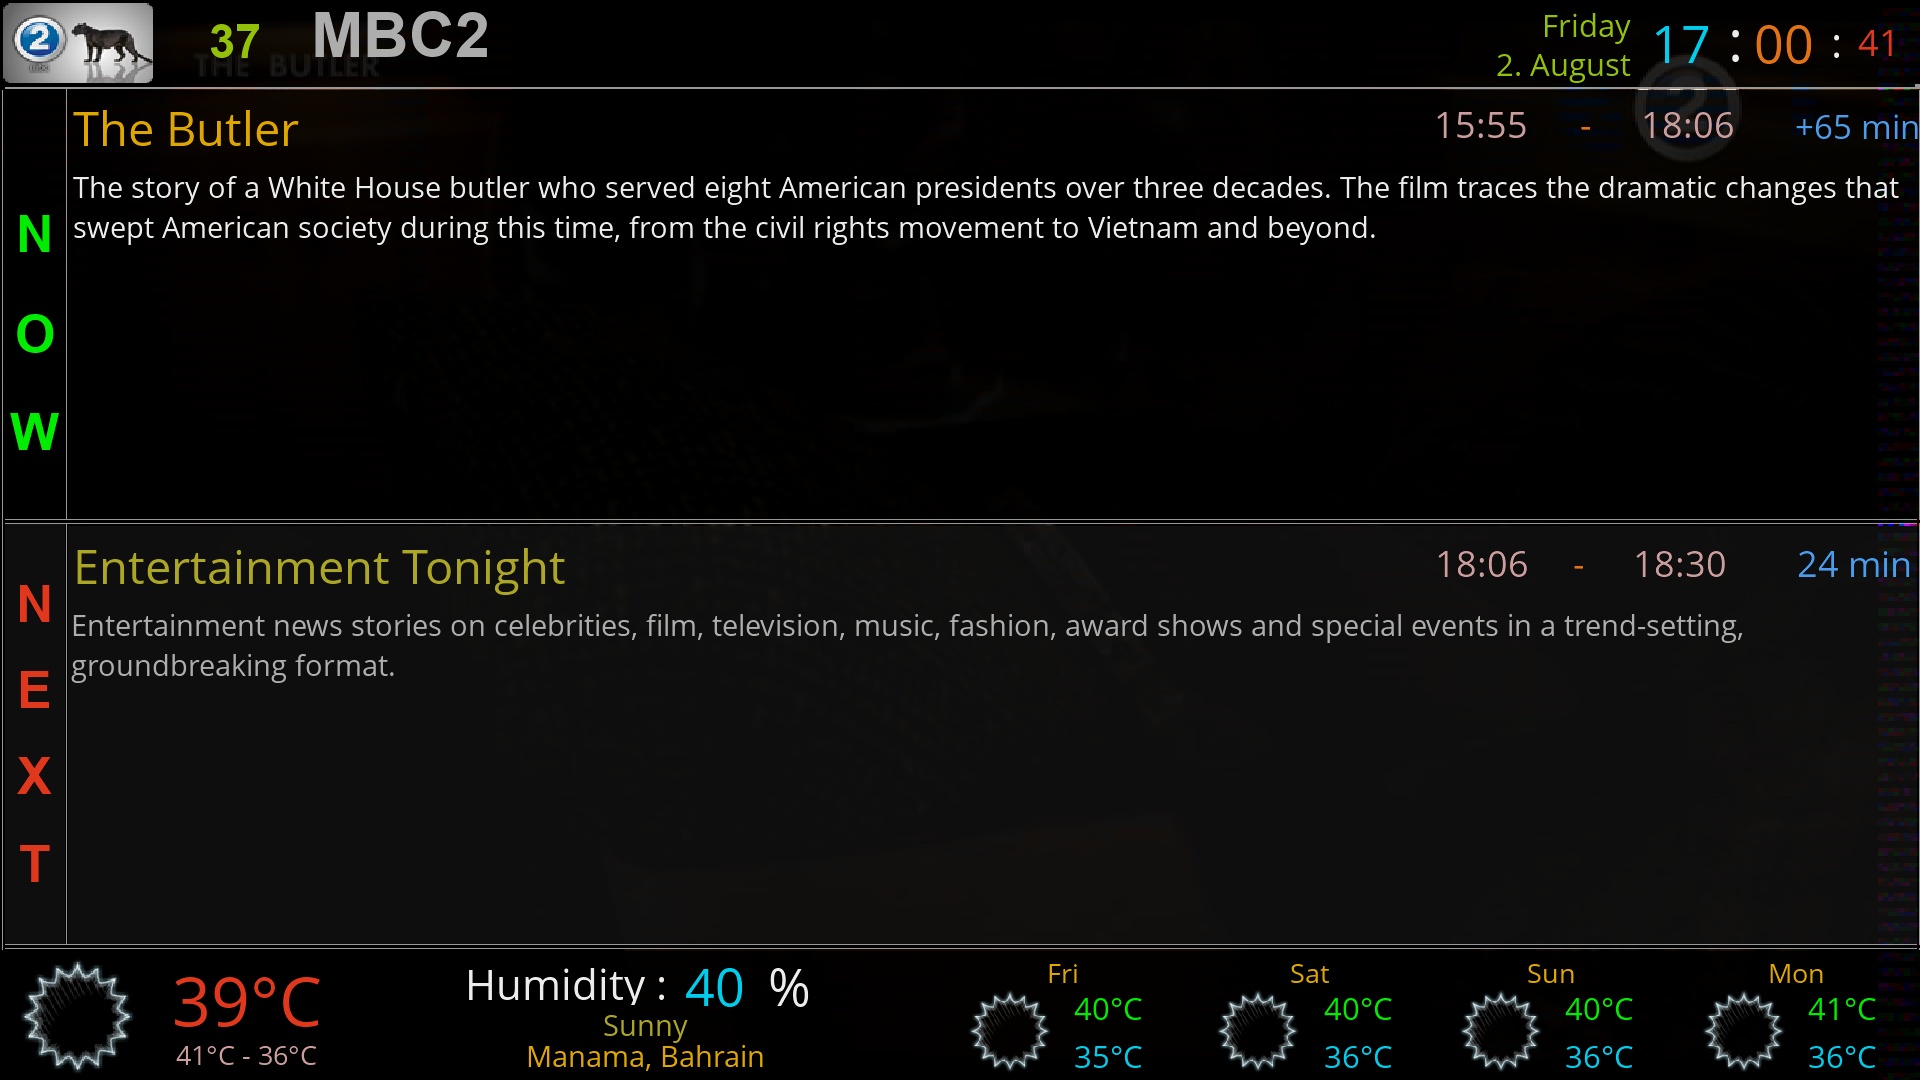 2
37 MBC2
THE BUTLER
Friday
2. August
17 : 00 : 41
NOW
The Butler 15:55 - 18:06 +65 min
The story of a White House butler who served eight American presidents over three decades. The film traces the dramatic changes that
swept American society during this time, from the civil rights movement to Vietnam and beyond.
NEXT
Entertainment Tonight 18:06 - 18:30 24 min
Entertainment news stories on celebrities, film, television, music, fashion, award shows and special events in a trend-setting,
groundbreaking format.
39°C
41°C - 36°C
Humidity : 40 %
Sunny
Manama, Bahrain
Fri
40°C
35°C
Sat
40°C
36°C
Sun
40°C
36°C
Mon
41°C
36°C